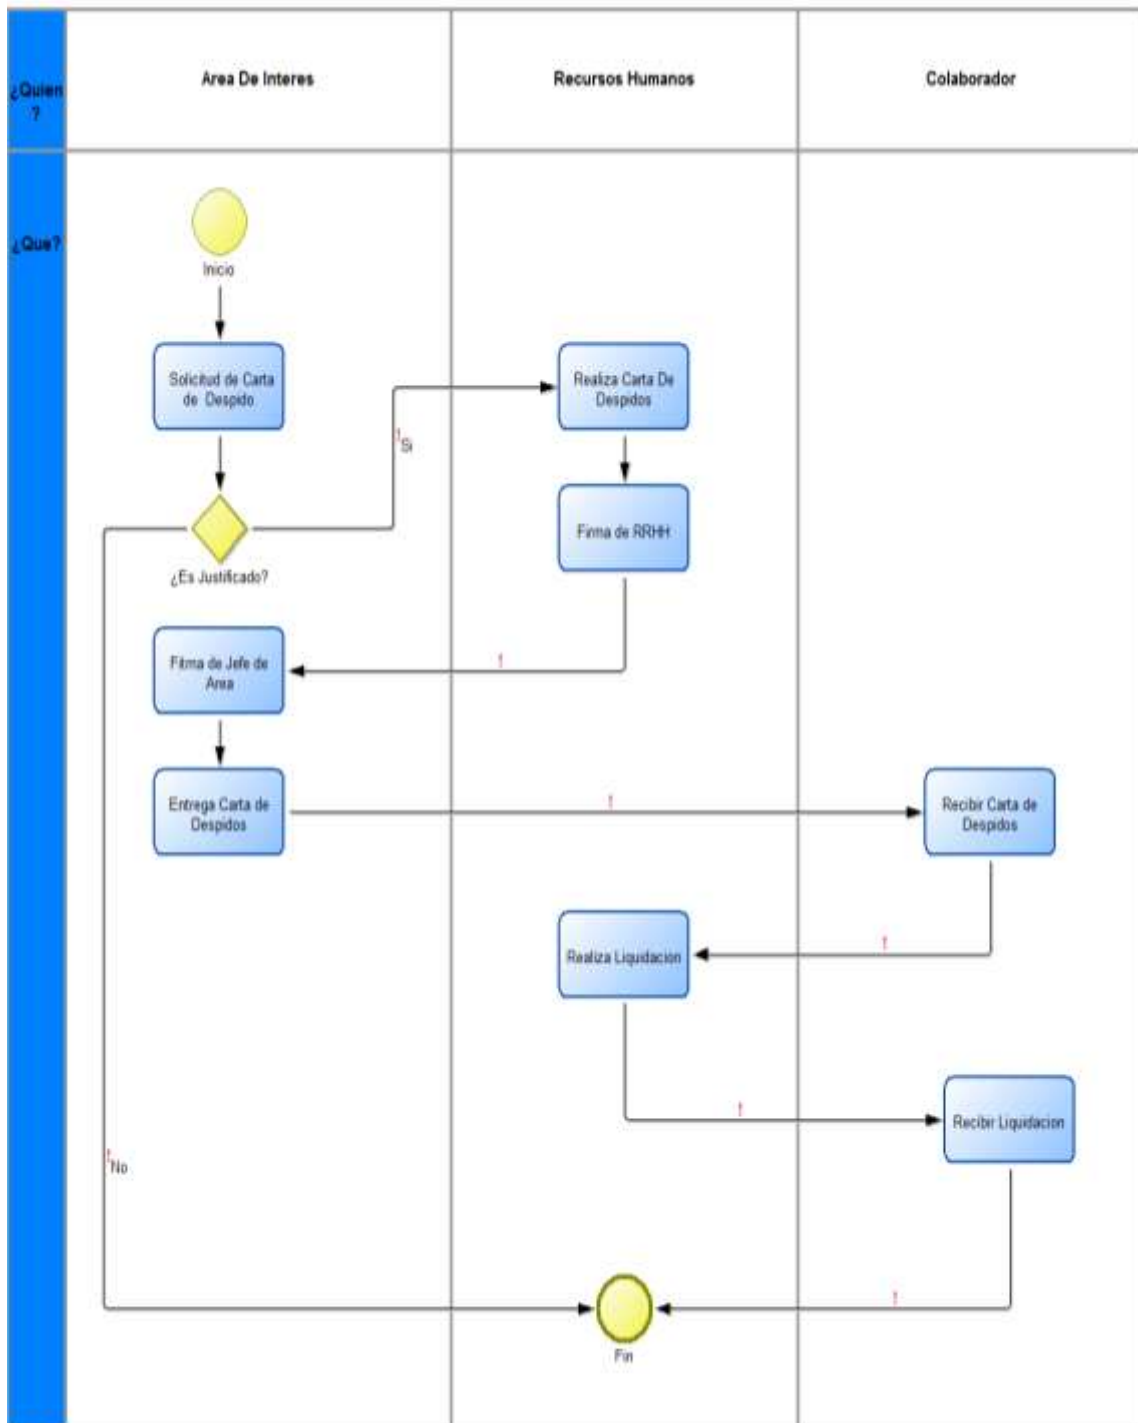 ¿Quien
?
Area De Interes
Recursos Humanos
Colaborador
¿Que?
Inicio
Solicitud de Carta
de Despido
Realiza Carta De
Despidos
Si
¿Es Justificado?
Firma de RRHH
Fitma de Jefe de
Area
Entrega Carta de
Despidos
Recibir Carta de
Despidos
Realiza Liquidacion
Recibir Liquidacion
No
Fin